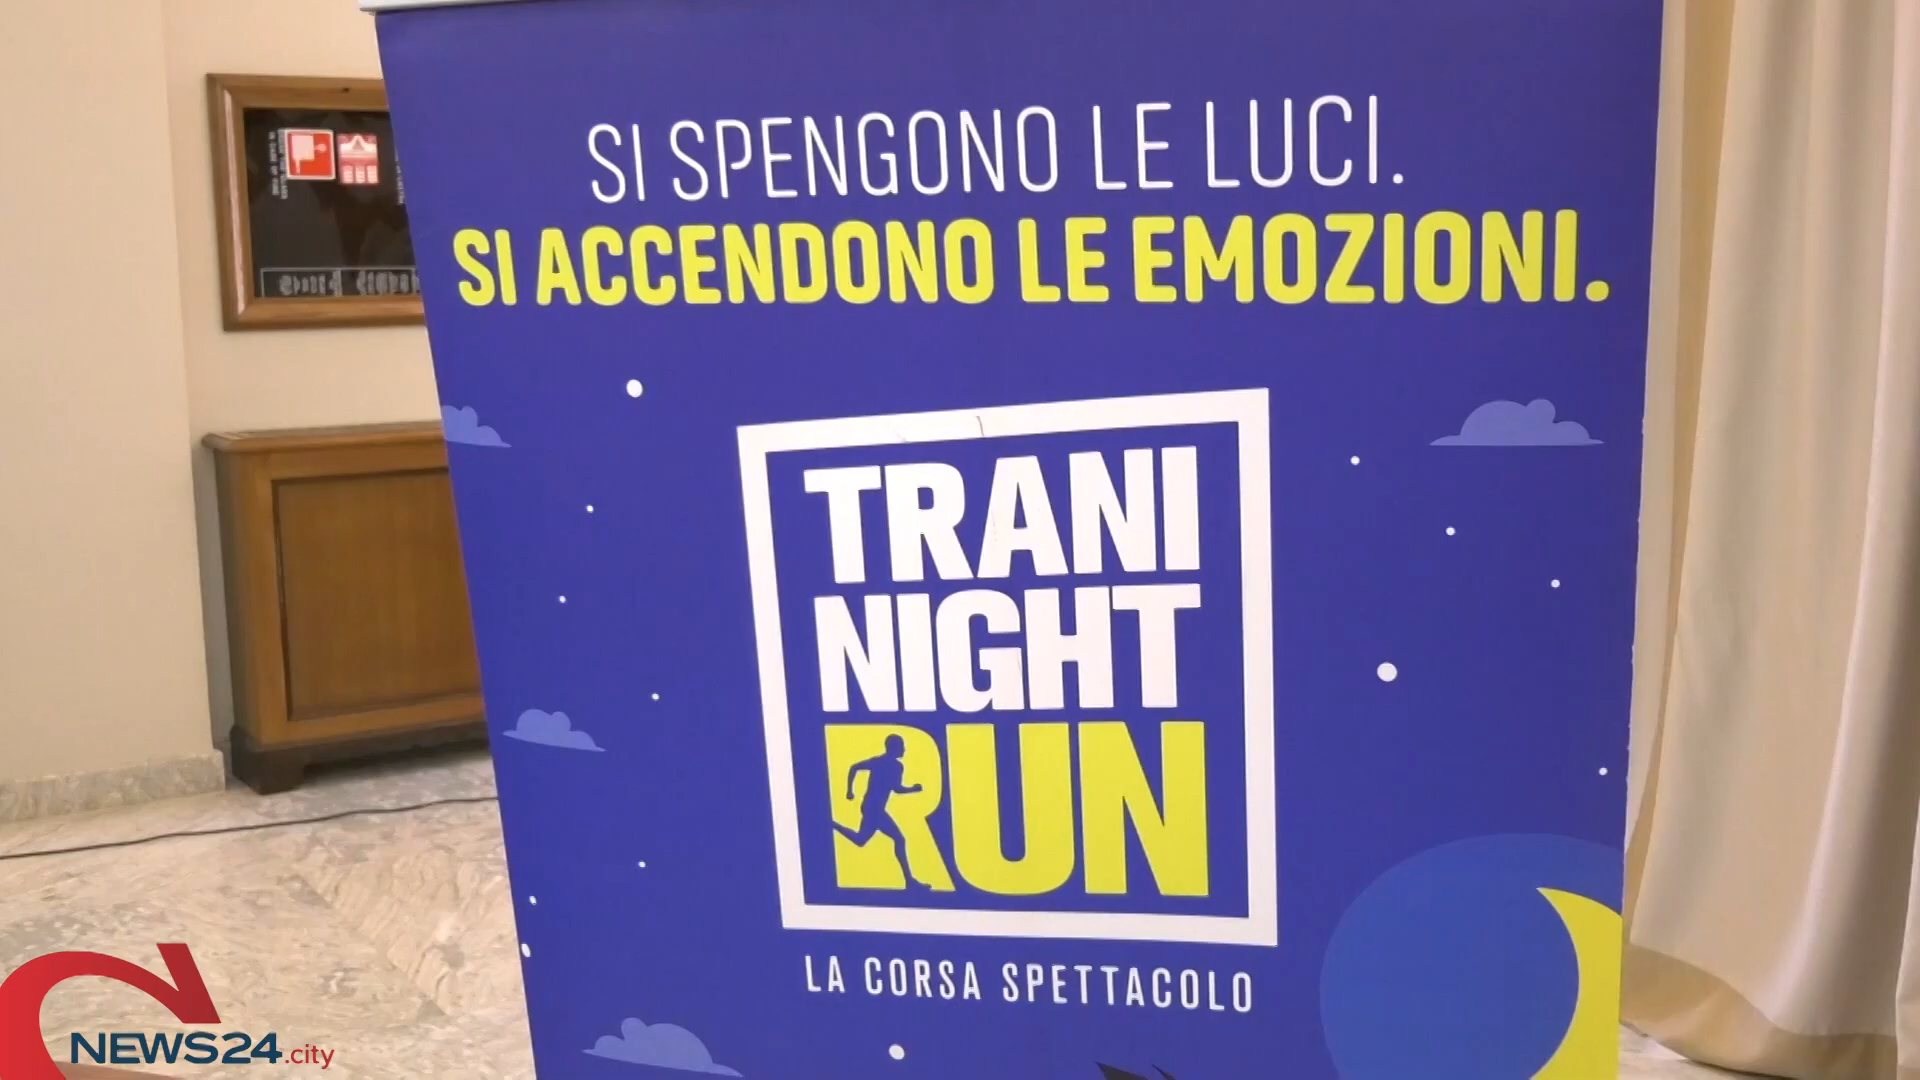 SI SPENGONO LE LUCI.
SI ACCENDONO LE EMOZIONI.
TRANI
NIGHT
RUN
LA CORSA SPETTACOLO
NEWS24.city